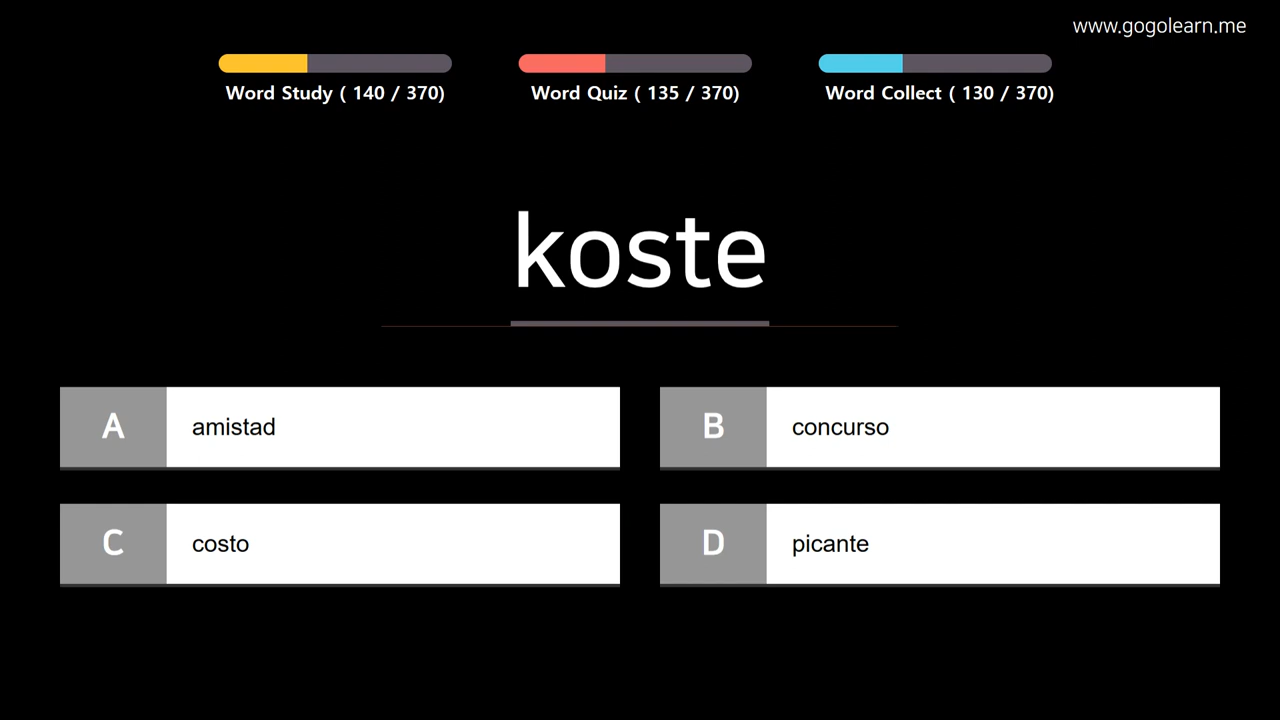 www.gogolearn.me
Word Study ( 140 / 370)
Word Quiz ( 135 / 370)
Word Collect ( 130 / 370)
koste
A amistad
B concurso
C costo
D picante